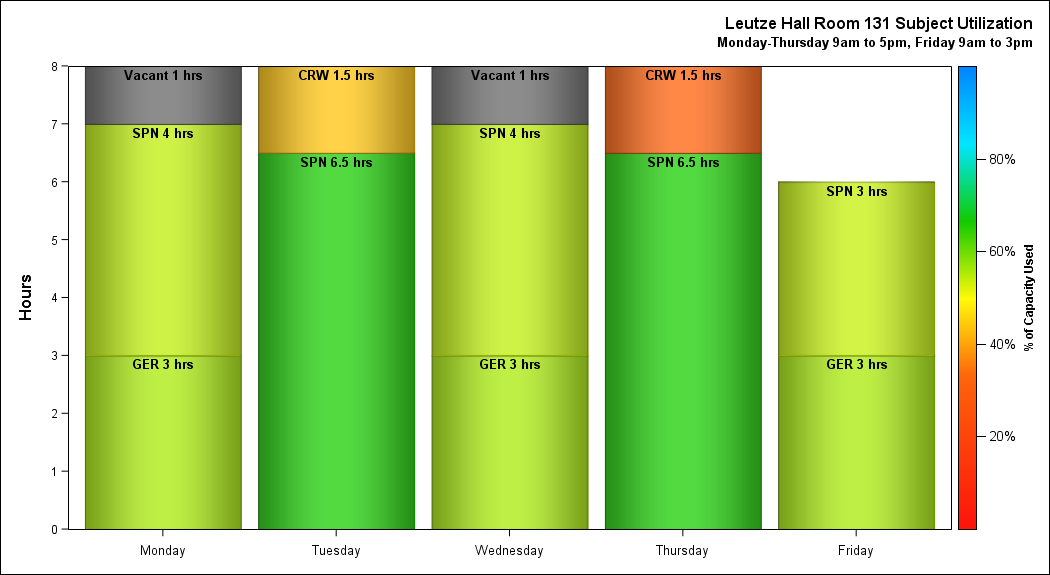 Leutze Hall Room 131 Subject Utilization
Monday-Thursday 9am to 5pm, Friday 9am to 3pm
8
7
6
5
4
3
2
1
0
Hours
Vacant 1 hrs
SPN 4 hrs
GER 3 hrs
CRW 1.5 hrs
SPN 6.5 hrs
Vacant 1 hrs
SPN 4 hrs
GER 3 hrs
CRW 1.5 hrs
SPN 6.5 hrs
SPN 3 hrs
GER 3 hrs
Monday
Tuesday
Wednesday
Thursday
Friday
80%
60%
40%
20%
% of Capacity Used